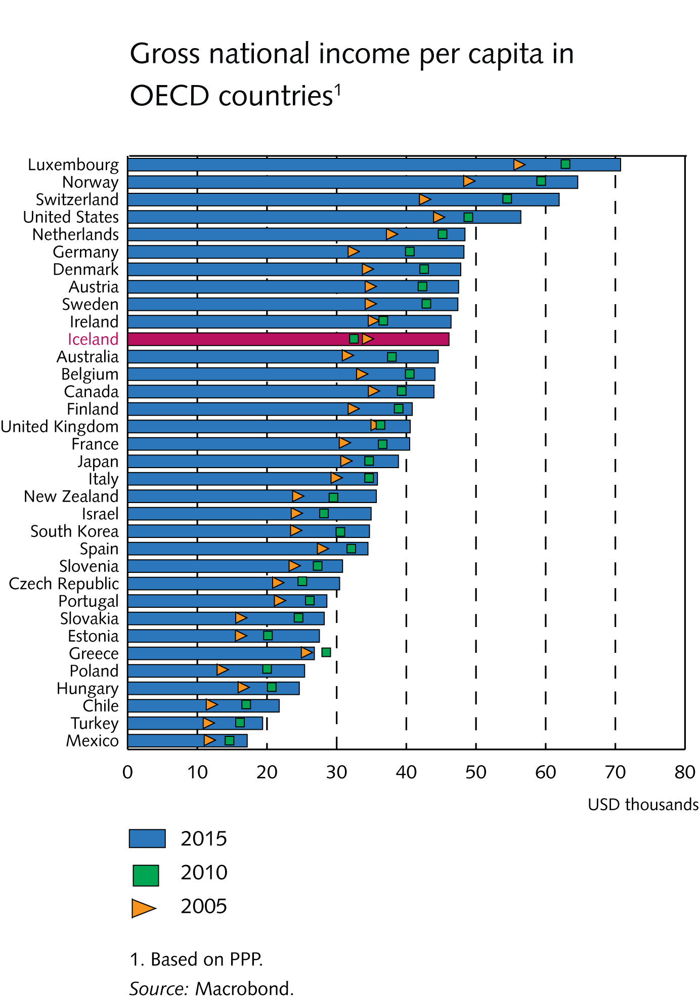 Gross national income per capita in
OECD countries¹
Luxembourg
Norway
Switzerland
United States
Netherlands
Germany
Denmark
Austria
Sweden
Ireland
Iceland
Australia
Belgium
Canada
Finland
United Kingdom
France
Japan
Italy
New Zealand
Israel
South Korea
Spain
Slovenia
Czech Republic
Portugal
Slovakia
Estonia
Greece
Poland
Hungary
Chile
Turkey
Mexico
0 10 20 30 40 50 60 70 80
USD thousands
2015
2010
2005
1. Based on PPP.
Source: Macrobond.